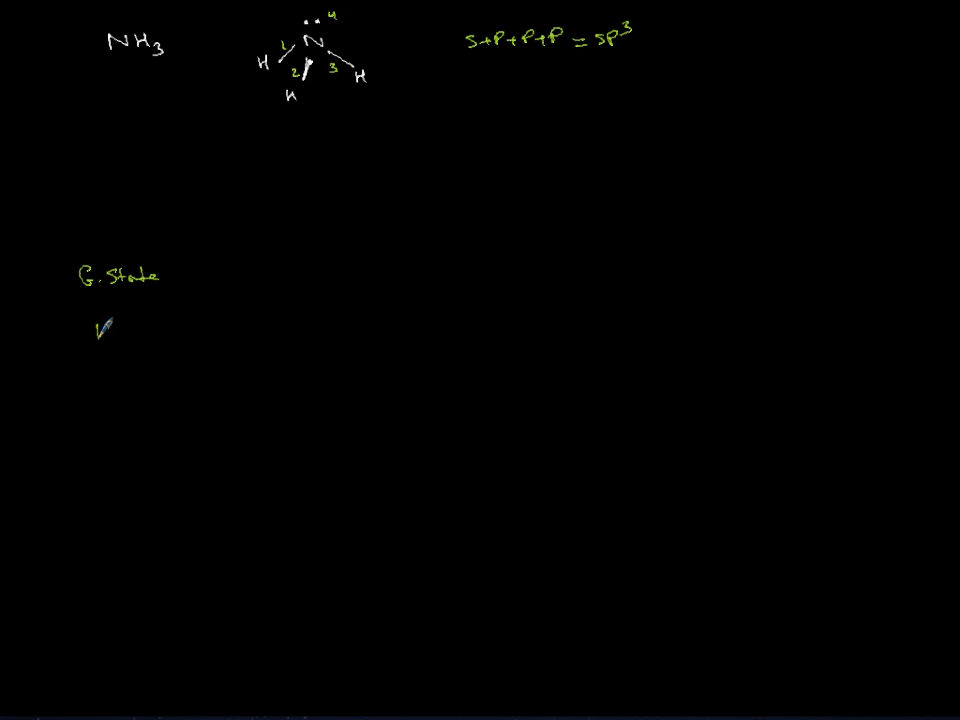 NH3
·· 4
N
1 2 3
H H H
S+P+P+P = SP³
G. State